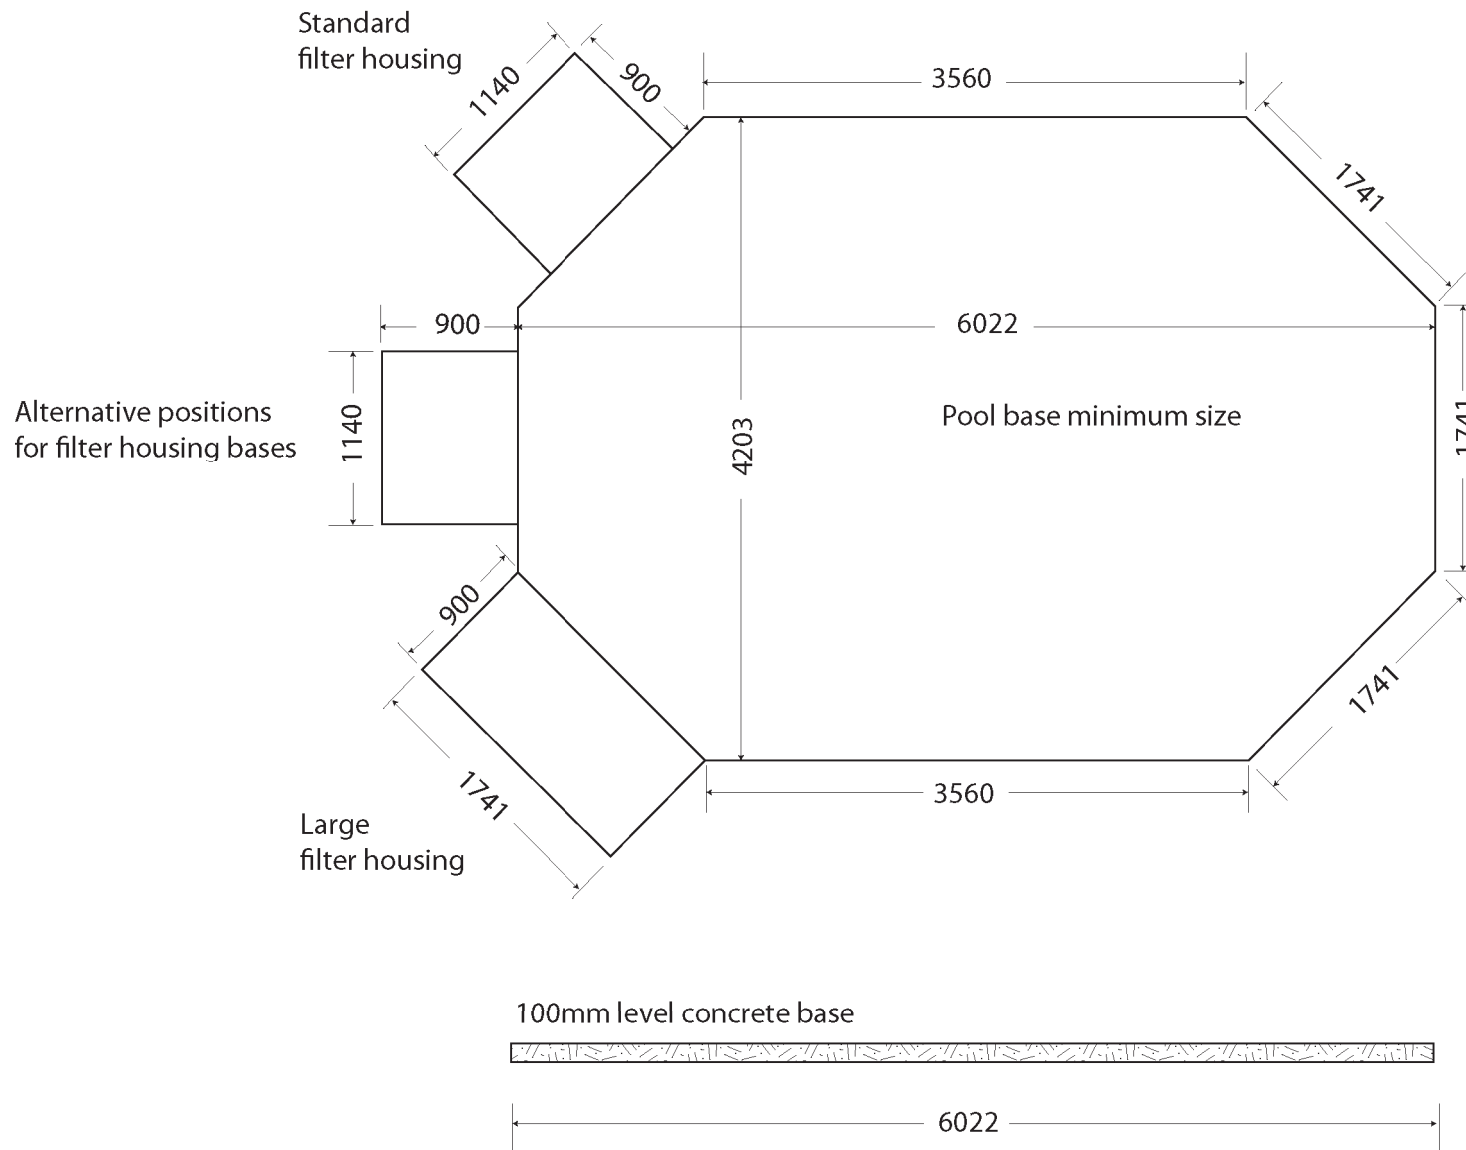 Standard
filter housing
1140
900
3560
1741
900
6022
Alternative positions
for filter housing bases
1140
4203
Pool base minimum size
1741
900
1741
1741
3560
Large
filter housing
100mm level concrete base
6022